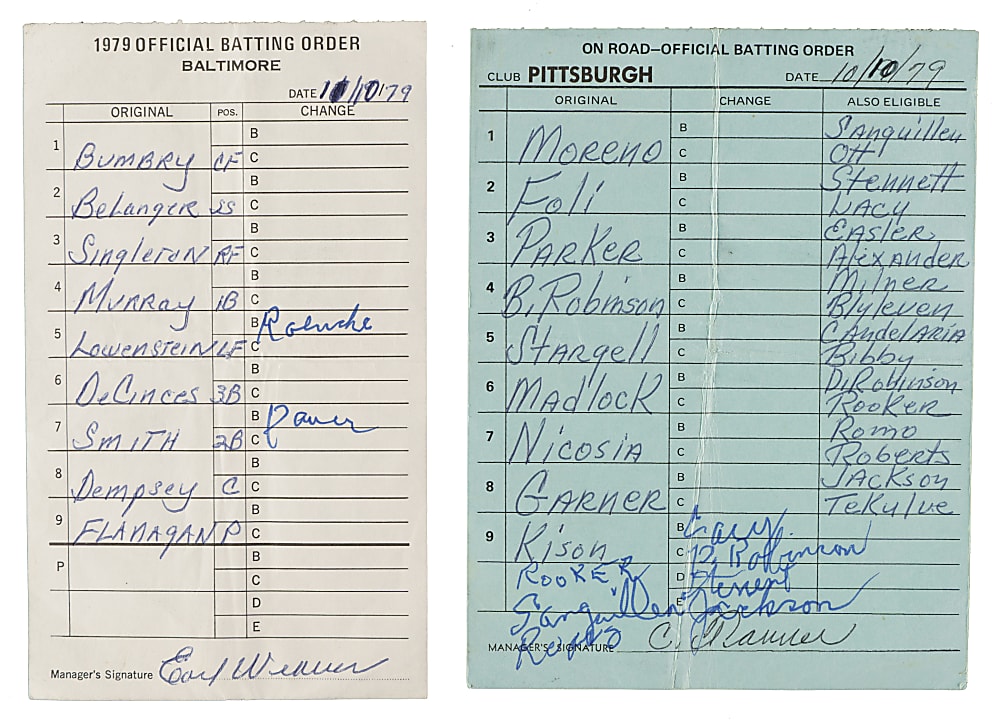 1979 OFFICIAL BATTING ORDER
BALTIMORE
DATE 10/10/79
ORIGINAL POS. CHANGE
1 BUMBRY CF B C
2 BeLANGER SS B C
3 SINgleTON RF B C
4 MURRAY 1B B C
5 LOWENSTEIN LF B Roenicke C
6 DeCinces 3B B C
7 SMITH 2B B Dauer C
8 Dempsey C B C
9 FLANAGAN P B C
P B C
D
E
Manager's Signature Earl Weaver
ON ROAD—OFFICIAL BATTING ORDER
CLUB PITTSBURGH DATE 10/10/79
ORIGINAL CHANGE ALSO ELIGIBLE
1 MORENO B SANguilleN
C OTT
2 Foli B STeNNeTT
C LACY
3 PARKER B EASLER
C AleXANDER
4 B. RobiNsoN B MilNeR
C Blyleven
5 STARgell B CANDelARiA
C Bibby
6 MADlocK B D. RobiNsoN
C ROOKER
7 NicosiA B ROMO
C RobeRTs
8 GARNER B JACKsoN
C TeKulve
9 KisoN B Lacy
C D. Robinson
ROOKER D Stennett
Sanguillen E Jackson
MANAGER'S SIGNATURE C. Tanner